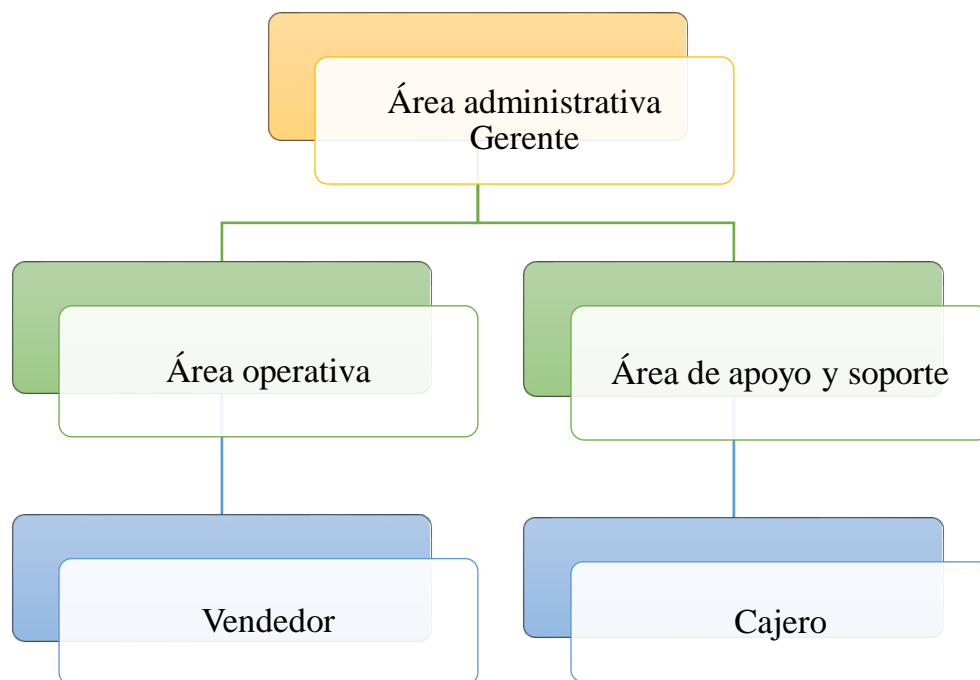 Área administrativa
Gerente
Área operativa
Área de apoyo y soporte
Vendedor
Cajero